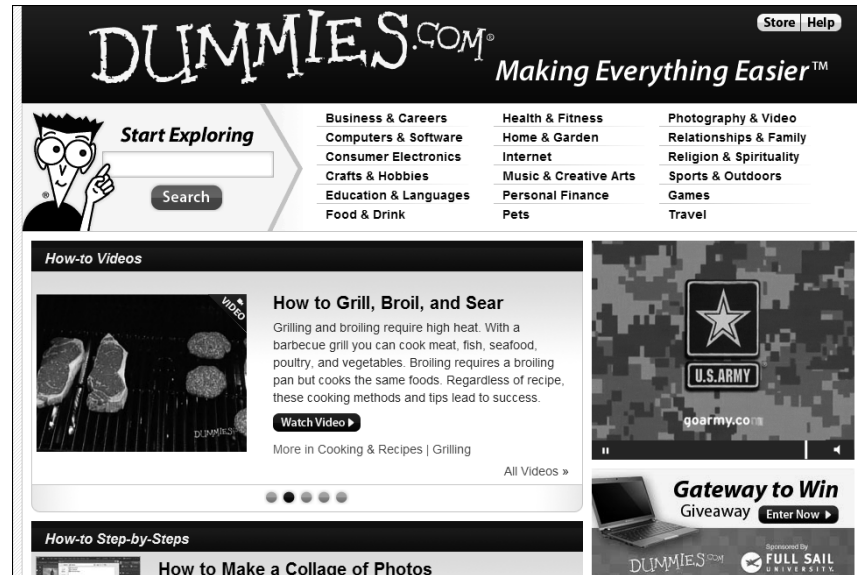 DUMMIES.COM®
Making Everything Easier™
Store | Help
Start Exploring
Search
®
Business & Careers
Computers & Software
Consumer Electronics
Crafts & Hobbies
Education & Languages
Food & Drink
Health & Fitness
Home & Garden
Internet
Music & Creative Arts
Personal Finance
Pets
Photography & Video
Relationships & Family
Religion & Spirituality
Sports & Outdoors
Games
Travel
How-to Videos
VIDEO
DUMMIES
How to Grill, Broil, and Sear
Grilling and broiling require high heat. With a
barbecue grill you can cook meat, fish, seafood,
poultry, and vegetables. Broiling requires a broiling
pan but cooks the same foods. Regardless of recipe,
these cooking methods and tips lead to success.
Watch Video
More in Cooking & Recipes | Grilling
All Videos »
U.S.ARMY
goarmy.com
Gateway to Win
Giveaway
Enter Now
DUMMIES.COM
Sponsored By
FULL SAIL
UNIVERSITY.
How-to Step-by-Steps
How to Make a Collage of Photos